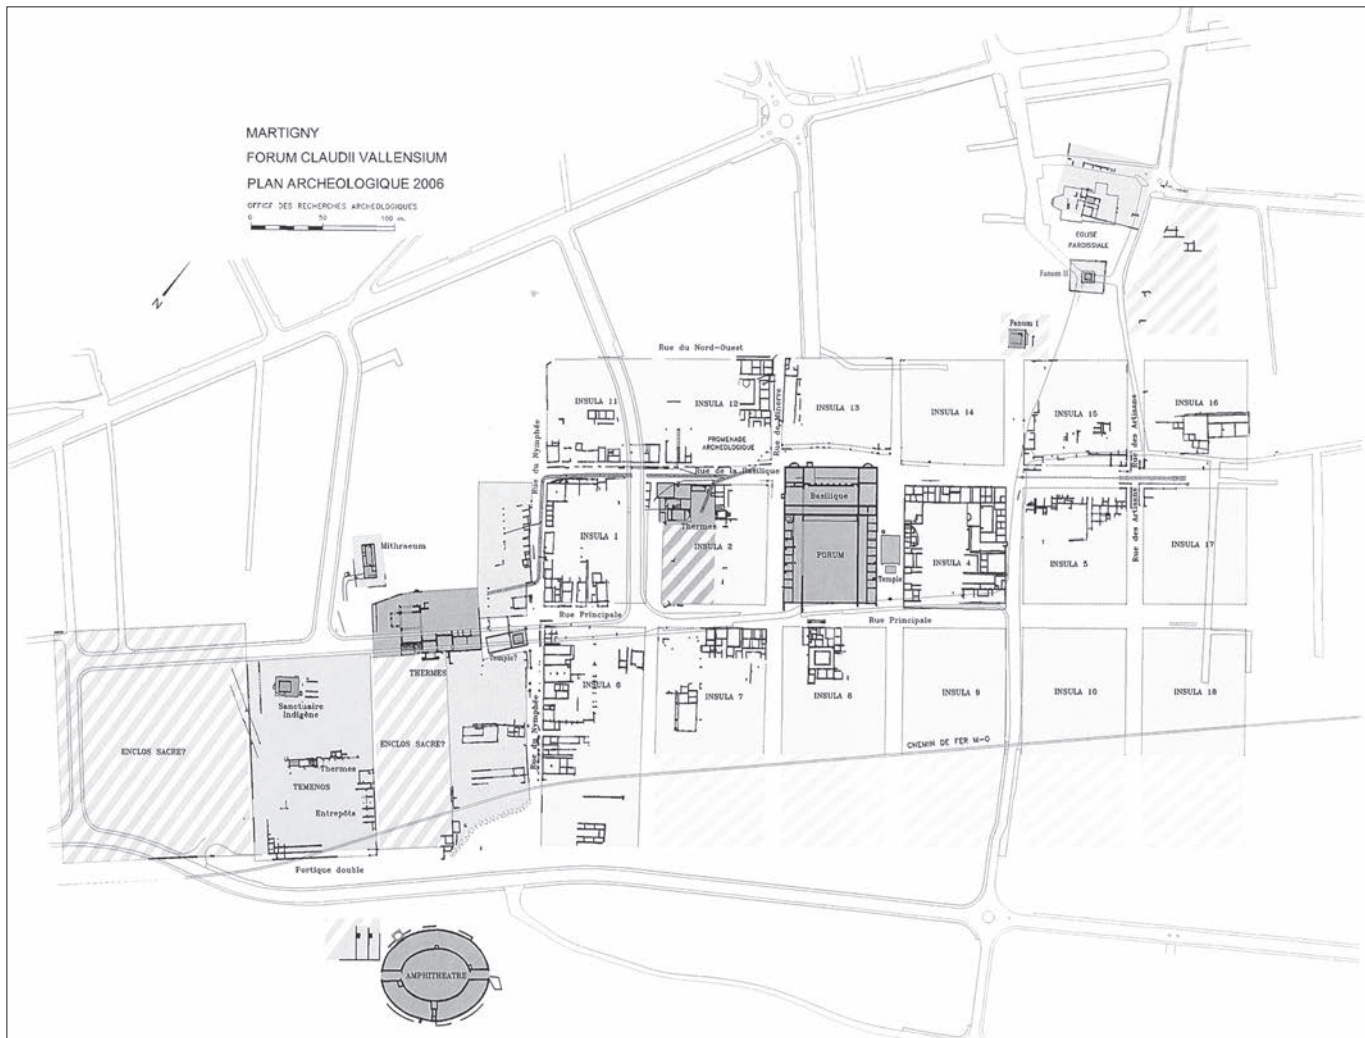 MARTIGNY
FORUM CLAUDII VALLENSIUM
PLAN ARCHEOLOGIQUE 2006
OFFICE DES RECHERCHES ARCHEOLOGIQUES
0 50 100 m.
N
EGLISE
PAROISSIALE
Fanum II
Fanum I
Rue du Nord-Ouest
INSULA 11
INSULA 12
INSULA 13
INSULA 14
INSULA 15
INSULA 16
Rue du Nymphée
PROMENADE
ARCHEOLOGIQUE
Rue de Minerve
Rue des Artisans
Rue de la Basilique
Basilique
Thermes
INSULA 1
INSULA 2
FORUM
Temple
INSULA 4
INSULA 5
Rue des Artisans
INSULA 17
Mithraeum
Rue Principale
Rue Principale
THERMES
Temple?
Sanctuaire
Indigène
INSULA 6
INSULA 7
INSULA 8
INSULA 9
INSULA 10
INSULA 18
Rue du Nymphée
ENCLOS SACRE?
ENCLOS SACRE?
CHEMIN DE FER M-O
Thermes
TEMENOS
Entrepôts
Portique double
AMPHITHEATRE